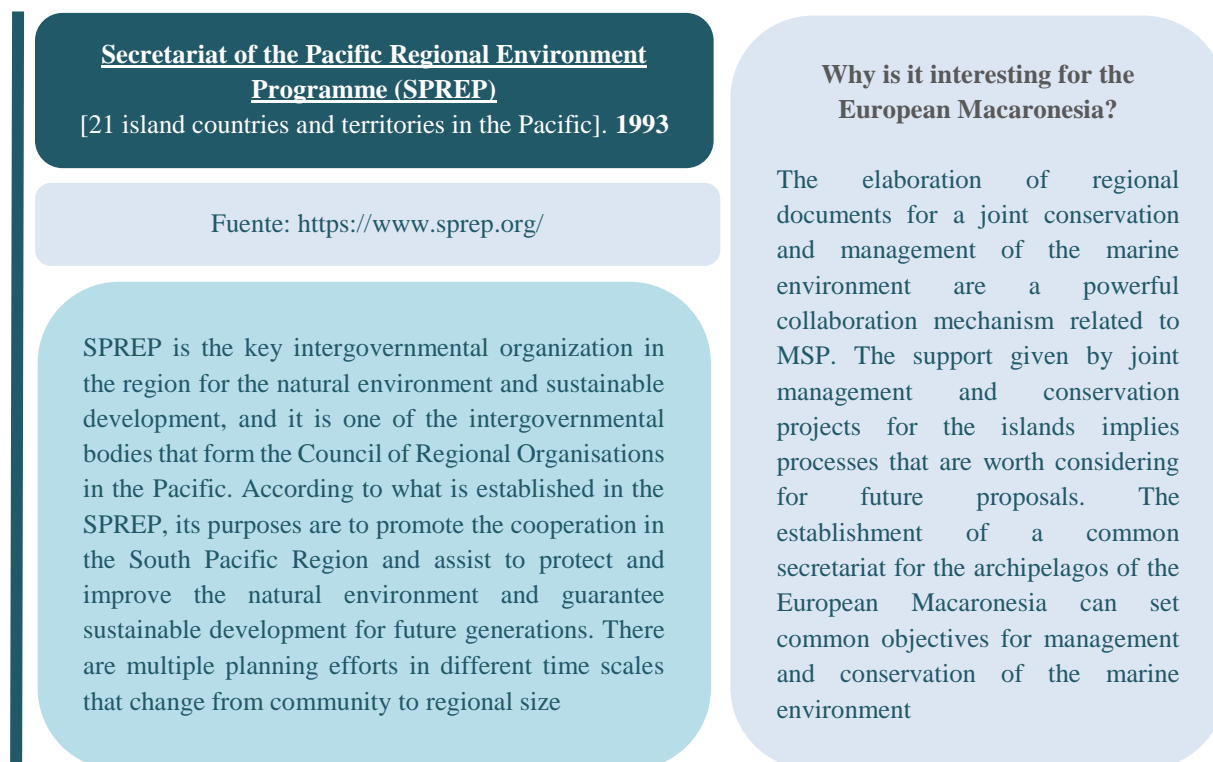 Secretariat of the Pacific Regional Environment
Programme (SPREP)
[21 island countries and territories in the Pacific]. 1993
Fuente: https://www.sprep.org/
SPREP is the key intergovernmental organization in
the region for the natural environment and sustainable
development, and it is one of the intergovernmental
bodies that form the Council of Regional Organisations
in the Pacific. According to what is established in the
SPREP, its purposes are to promote the cooperation in
the South Pacific Region and assist to protect and
improve the natural environment and guarantee
sustainable development for future generations. There
are multiple planning efforts in different time scales
that change from community to regional size
Why is it interesting for the
European Macaronesia?
The elaboration of regional
documents for a joint conservation
and management of the marine
environment are a powerful
collaboration mechanism related to
MSP. The support given by joint
management and conservation
projects for the islands implies
processes that are worth considering
for future proposals. The
establishment of a common
secretariat for the archipelagos of the
European Macaronesia can set
common objectives for management
and conservation of the marine
environment